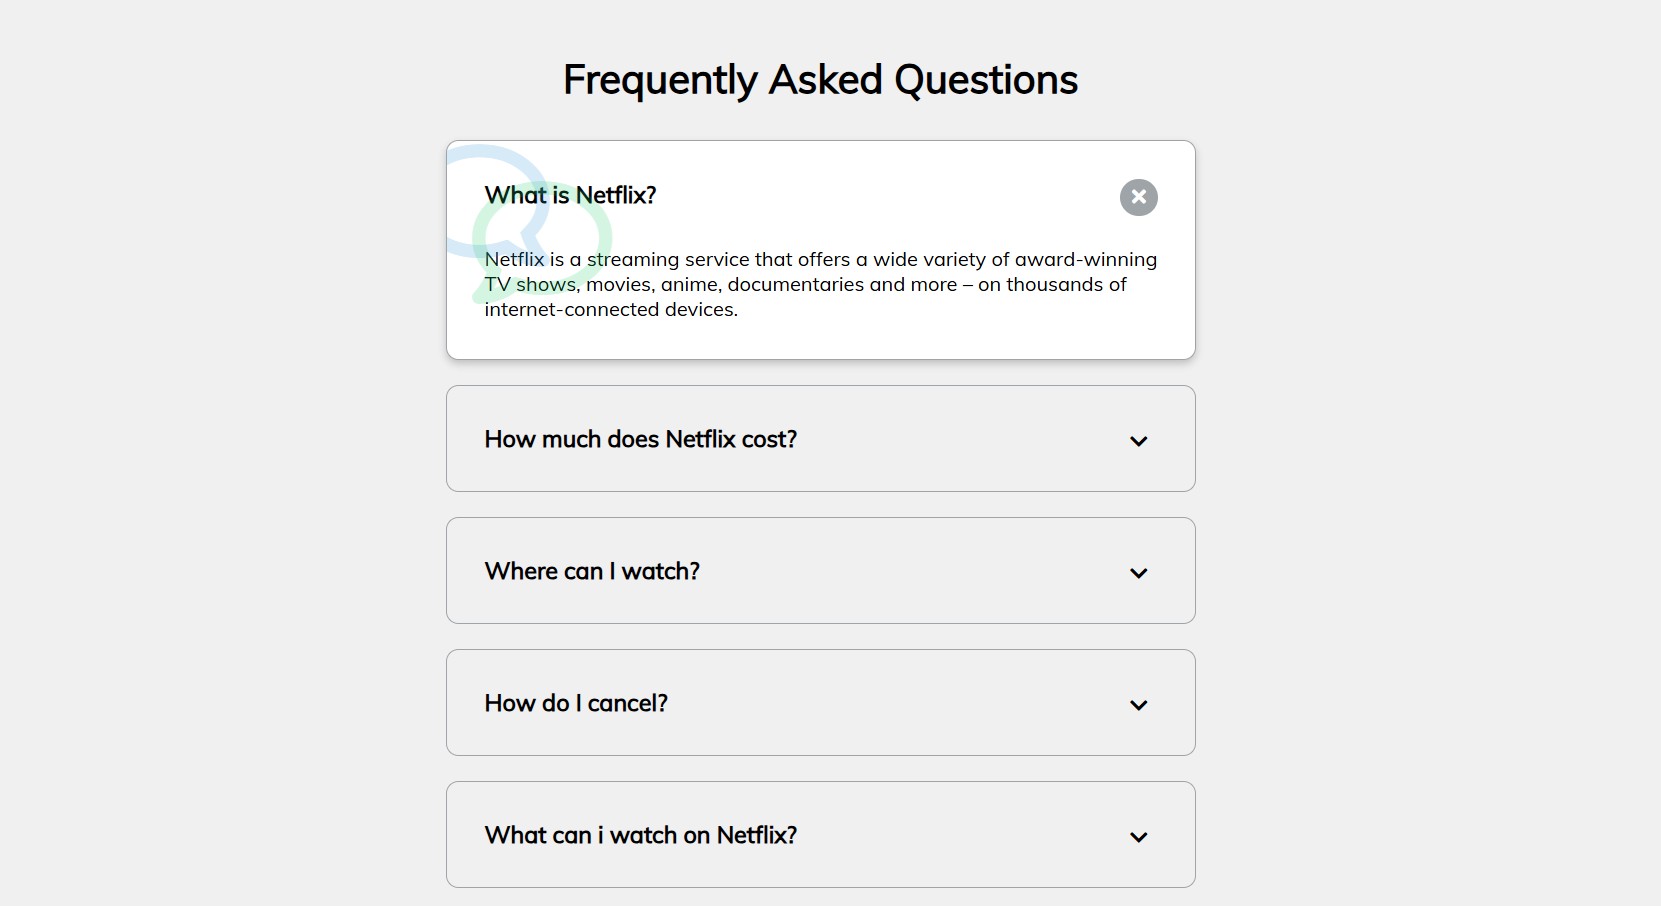 Frequently Asked Questions
What is Netflix?
Netflix is a streaming service that offers a wide variety of award-winning
TV shows, movies, anime, documentaries and more – on thousands of
internet-connected devices.
How much does Netflix cost?
Where can I watch?
How do I cancel?
What can i watch on Netflix?